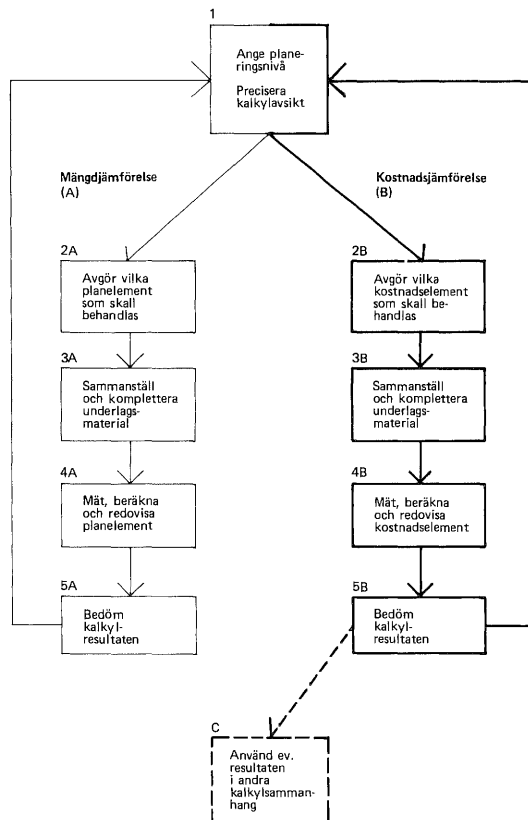 1
Ange plane-
ringsnivå
Precisera
kalkylavsikt
Mängdjämförelse
(A)
Kostnadsjämförelse
(B)
2A
Avgör vilka
planelement
som skall
behandlas
2B
Avgör vilka
kostnadselement
som skall be-
handlas
3A
Sammanställ
och komplettera
underlags-
material
3B
Sammanställ
och komplettera
underlags-
material
4A
Mät, beräkna
och redovisa
planelement
4B
Mät, beräkna
och redovisa
kostnadselement
5A
Bedöm
kalkyl-
resultaten
5B
Bedöm
kalkyl-
resultaten
C
Använd ev.
resultaten
i andra
kalkylsamman-
hang